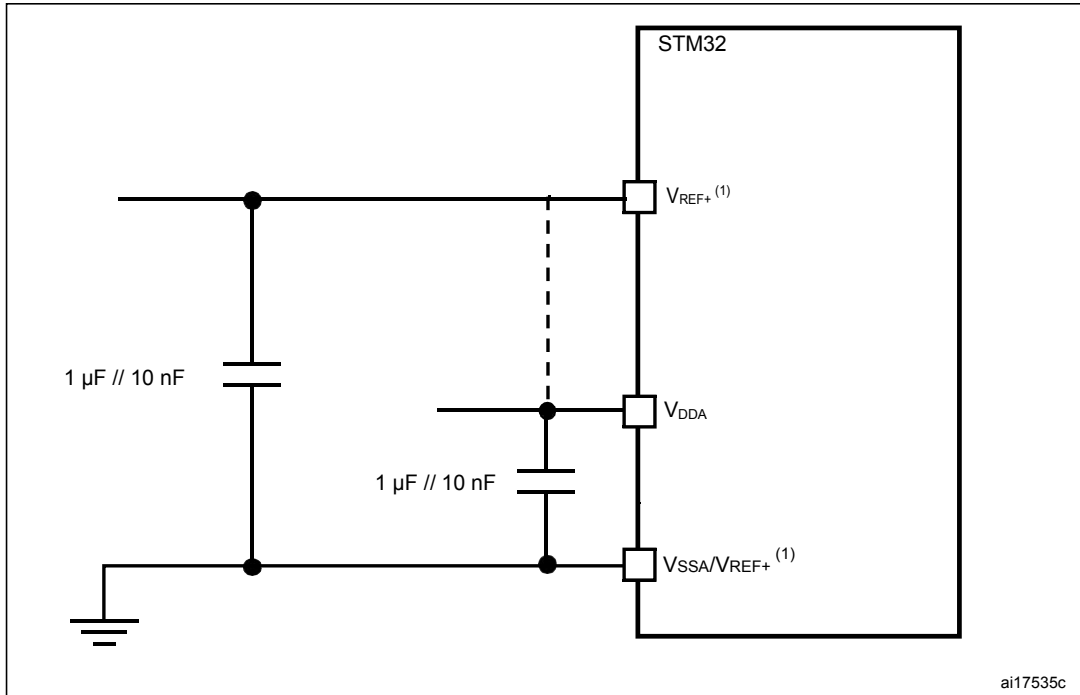 STM32
VREF+ (1)
1 µF // 10 nF
VDDA
1 µF // 10 nF
VSSA/VREF+ (1)
ai17535c